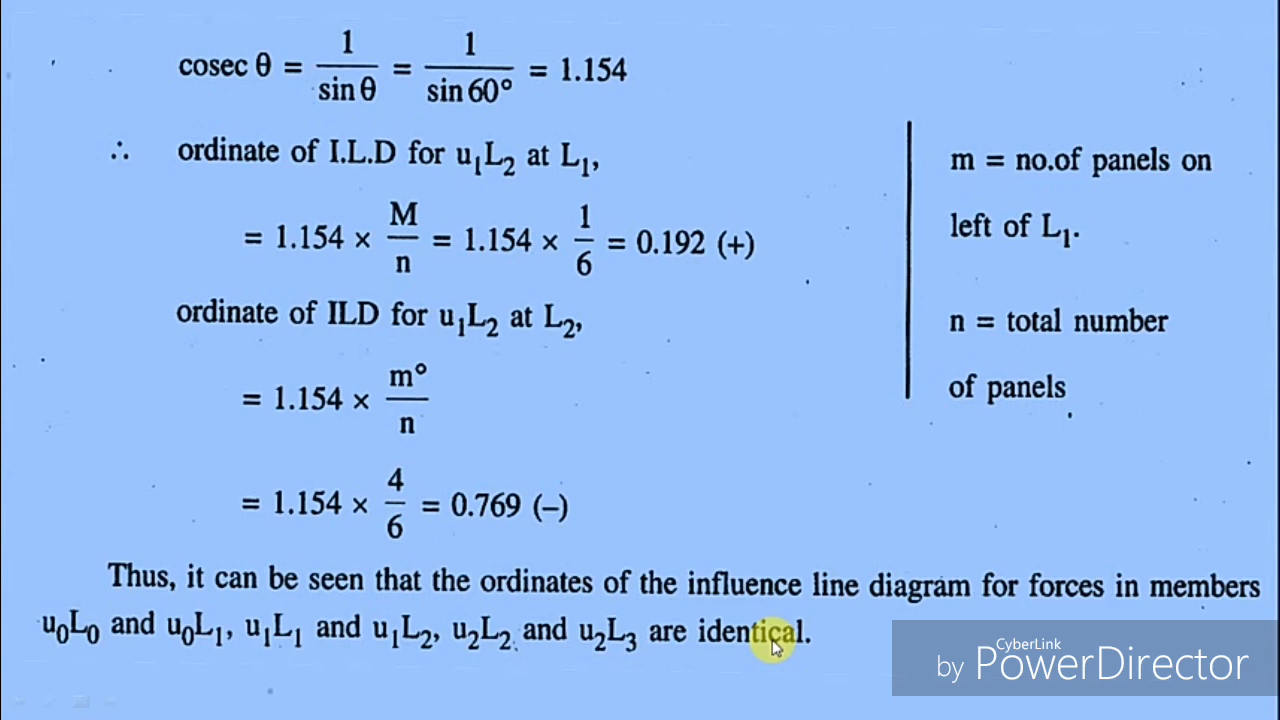 cosec θ = 1/sin θ = 1/sin 60° = 1.154
∴ ordinate of I.L.D for u₁L₂ at L₁,
= 1.154 × M/n = 1.154 × 1/6 = 0.192 (+)
ordinate of ILD for u₁L₂ at L₂,
= 1.154 × m°/n
= 1.154 × 4/6 = 0.769 (–)
m = no.of panels on
left of L₁.
n = total number
of panels
Thus, it can be seen that the ordinates of the influence line diagram for forces in members
u₀L₀ and u₀L₁, u₁L₁ and u₁L₂, u₂L₂ and u₂L₃ are identical.
CyberLink
by PowerDirector